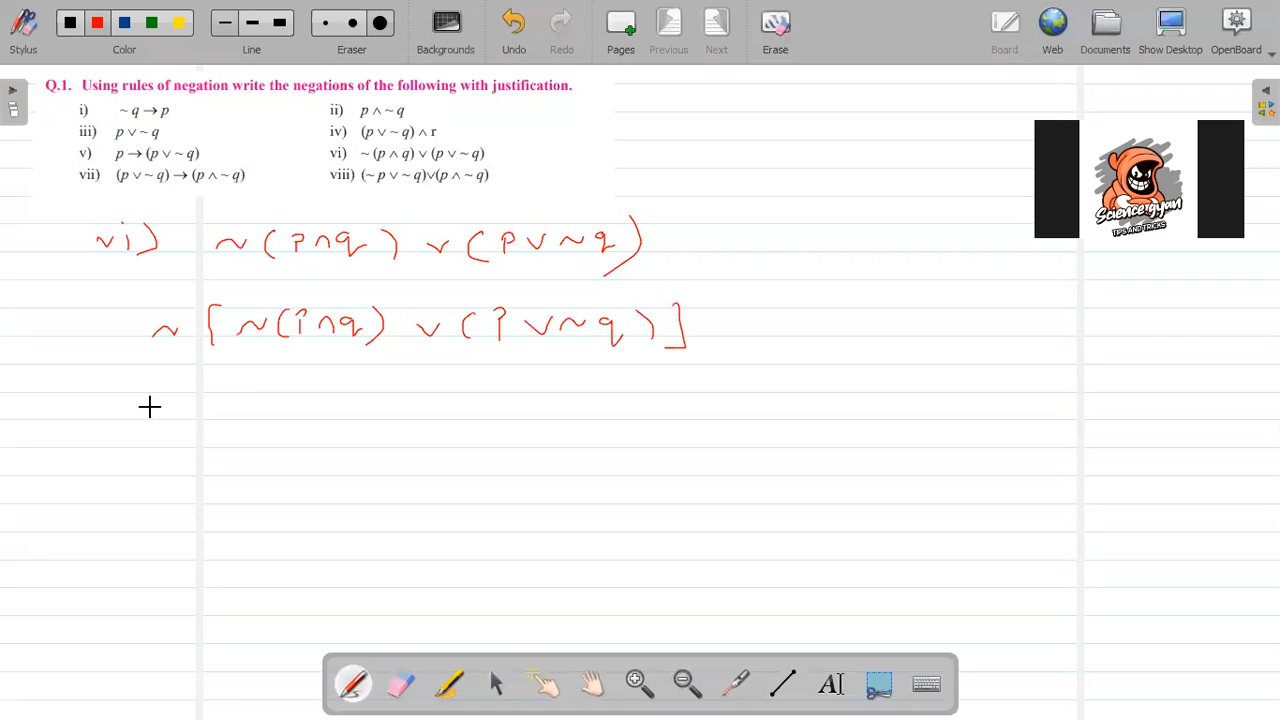 Stylus Color Line Eraser Backgrounds Undo Redo Pages Previous Next Erase Board Web Documents Show Desktop OpenBoard
Q.1. Using rules of negation write the negations of the following with justification.
i) ~ q → p ii) p ∧ ~ q
iii) p ∨ ~ q iv) (p ∨ ~ q) ∧ r
v) p → (p ∨ ~ q) vi) ~ (p ∧ q) ∨ (p ∨ ~ q)
vii) (p ∨ ~ q) → (p ∧ ~ q) viii) (~ p ∨ ~ q)∨(p ∧ ~ q)
Science.gyan
TIPS AND TRICKS
vi) ~ (p ∧ q) ∨ (p ∨ ~ q)
~ [ ~ (p ∧ q) ∨ (p ∨ ~ q) ]
AI